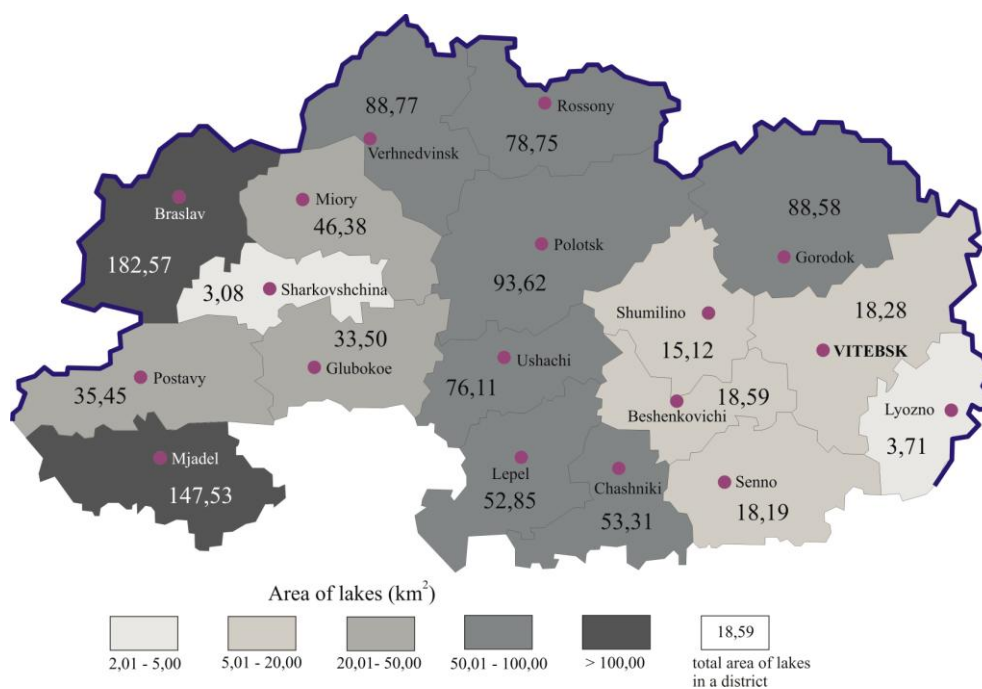 88,77
Rossony
Verhnedvinsk
78,75
Braslav
Miory
46,38
88,58
182,57
Polotsk
Gorodok
3,08
Sharkovshchina
93,62
Shumilino
18,28
33,50
Glubokoe
Ushachi
15,12
VITEBSK
Postavy
35,45
76,11
18,59
Beshenkovichi
Lyozno
3,71
Mjadel
147,53
Lepel
52,85
Chashniki
53,31
Senno
18,19
Area of lakes (km²)
18,59
2,01 - 5,00
5,01 - 20,00
20,01 - 50,00
50,01 - 100,00
> 100,00
total area of lakes
in a district